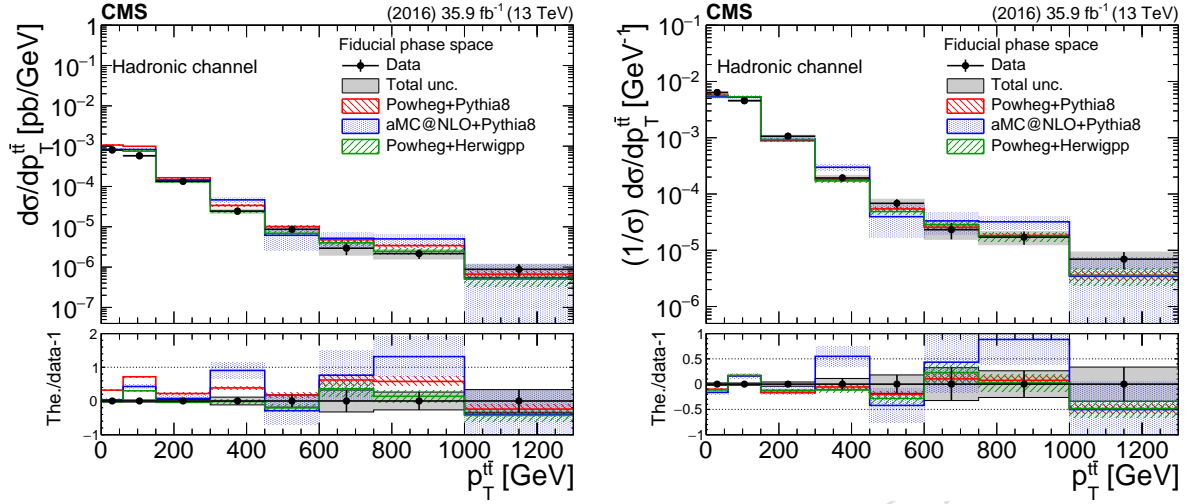 CMS (2016) 35.9 fb⁻¹ (13 TeV)
dσ/dp_T^{tt̄} [pb/GeV]
Fiducial phase space
Hadronic channel
Data
Total unc.
Powheg+Pythia8
aMC@NLO+Pythia8
Powheg+Herwigpp
10⁻¹
1
10⁻¹
10⁻²
10⁻³
10⁻⁴
10⁻⁵
10⁻⁶
10⁻⁷
The./data-1
2
1
0
−1
0 200 400 600 800 1000 1200
p_T^{tt̄} [GeV]
CMS (2016) 35.9 fb⁻¹ (13 TeV)
(1/σ) dσ/dp_T^{tt̄} [GeV⁻¹]
Fiducial phase space
Hadronic channel
Data
Total unc.
Powheg+Pythia8
aMC@NLO+Pythia8
Powheg+Herwigpp
10⁻¹
10⁻²
10⁻³
10⁻⁴
10⁻⁵
10⁻⁶
The./data-1
0.5
0
−0.5
−1
0 200 400 600 800 1000 1200
p_T^{tt̄} [GeV]